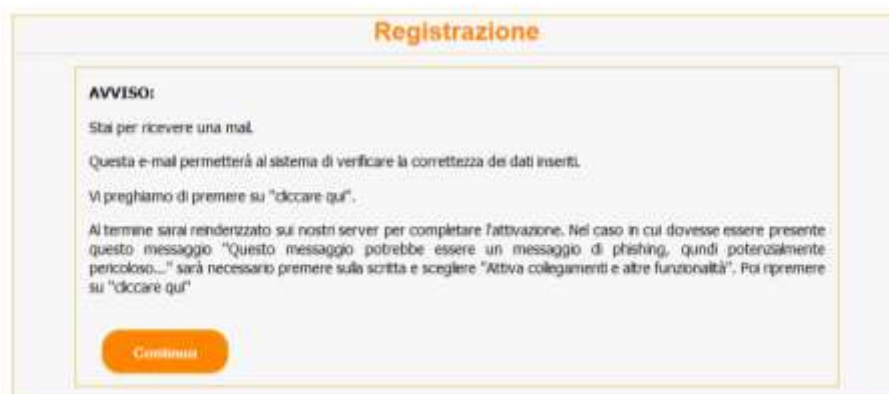 Registrazione
AVVISO:
Stai per ricevere una mail.
Questa e-mail permetterà al sistema di verificare la correttezza dei dati inseriti.
Vi preghiamo di premere su "cliccare qui".
Al termine sarai reinderizzato sui nostri server per completare l'attivazione. Nel caso in cui dovesse essere presente
questo messaggio "Questo messaggio potrebbe essere un messaggio di phishing, qundi potenzialmente
pericoloso..." sarà necessario premere sulla scritta e scegliere "Attiva collegamenti e altre funzionalità". Poi ripremere
su "cliccare qui"
Continua